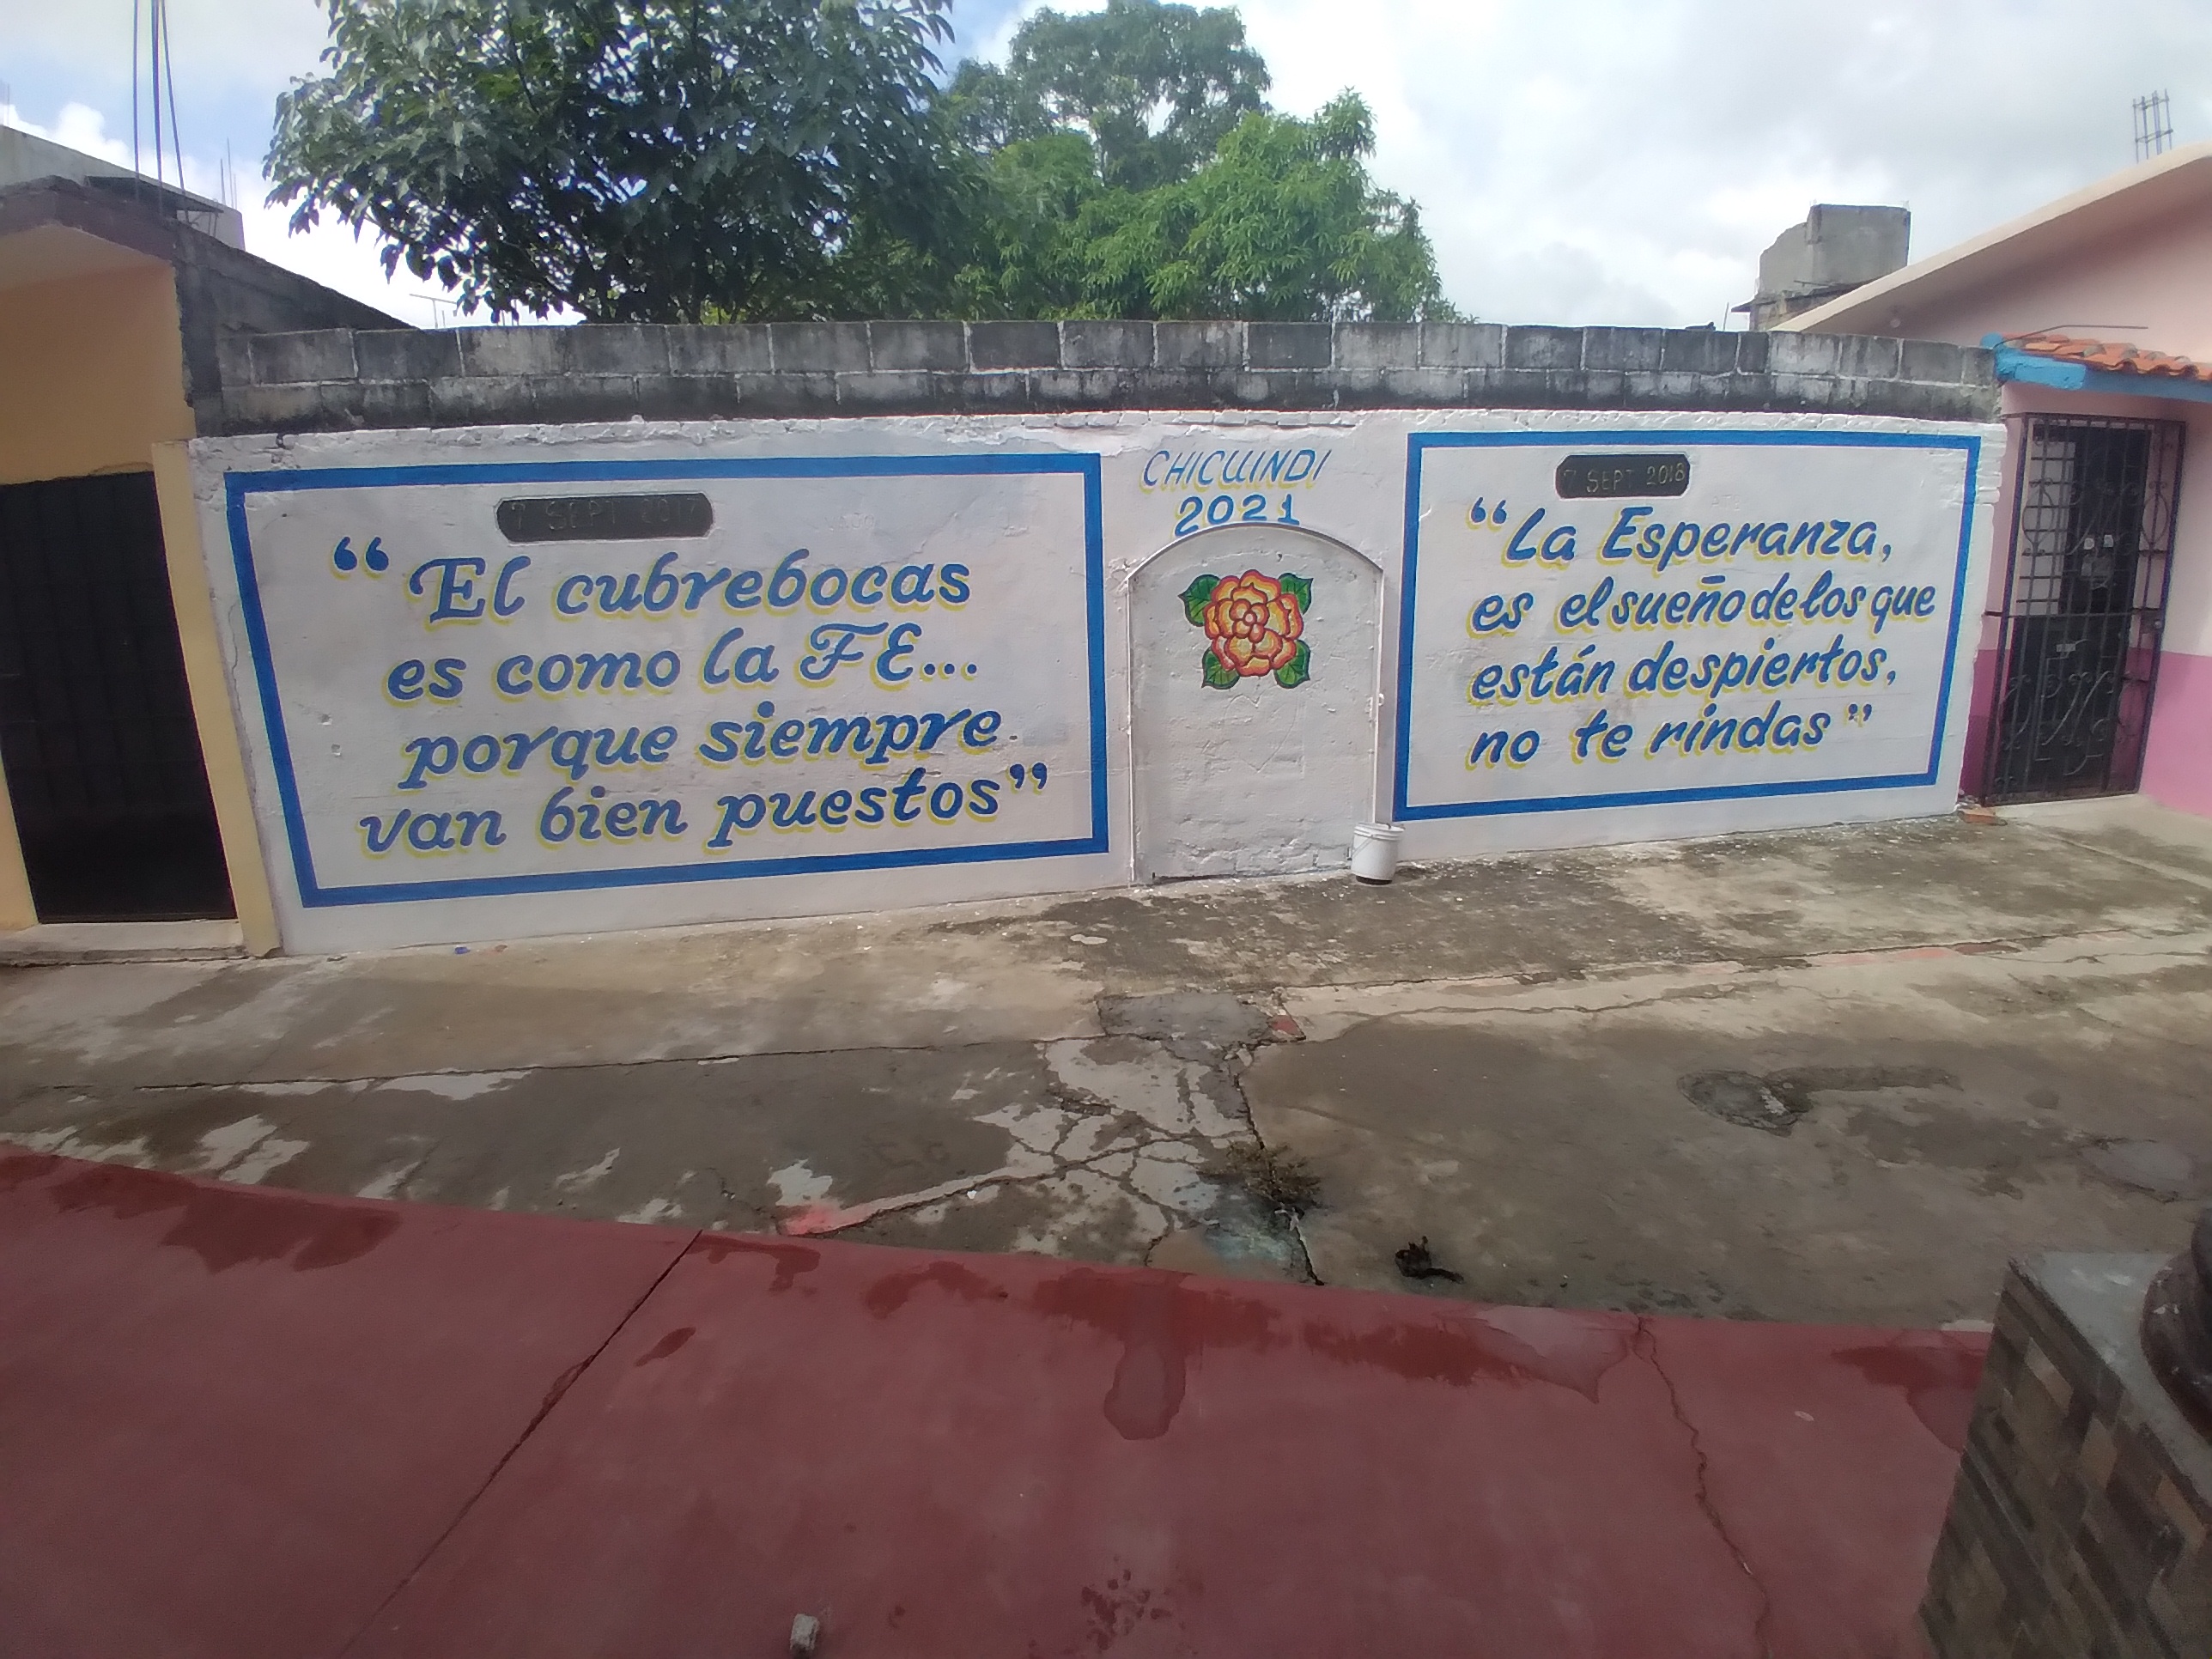 7 SEPT 2017
“El cubrebocas
es como la FE...
porque siempre
van bien puestos”
CHICUINDI
2021
7 SEPT 2018
“La Esperanza,
es el sueño de los que
están despiertos,
no te rindas”